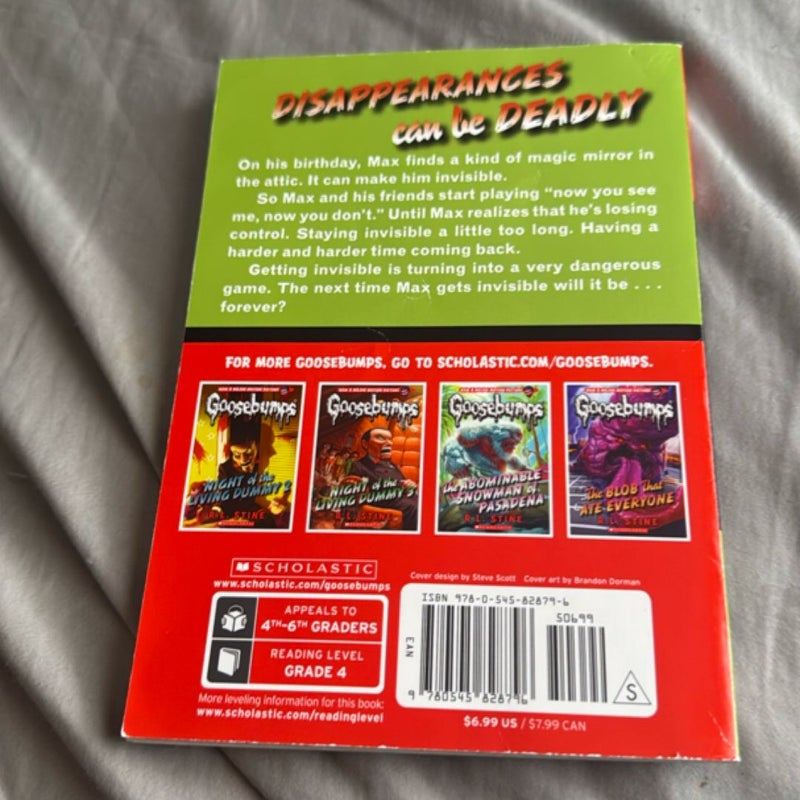 DISAPPEARANCES
can be DEADLY
On his birthday, Max finds a kind of magic mirror in
the attic. It can make him invisible.
So Max and his friends start playing “now you see
me, now you don't.” Until Max realizes that he's losing
control. Staying invisible a little too long. Having a
harder and harder time coming back.
Getting invisible is turning into a very dangerous
game. The next time Max gets invisible will it be . . .
forever?
FOR MORE GOOSEBUMPS, GO TO SCHOLASTIC.COM/GOOSEBUMPS.
Goosebumps
NIGHT of the
LIVING DUMMY 2
R.L. STINE
SCHOLASTIC
Goosebumps
NIGHT of the
LIVING DUMMY 3
R.L. STINE
SCHOLASTIC
Goosebumps
the ABOMINABLE
SNOWMAN of
PASADENA
R.L. STINE
SCHOLASTIC
Goosebumps
The BLOB That
ATE EVERYONE
R.L. STINE
SCHOLASTIC
SCHOLASTIC
www.scholastic.com/goosebumps
APPEALS TO
4TH–6TH GRADERS
READING LEVEL
GRADE 4
More leveling information for this book:
www.scholastic.com/readinglevel
Cover design by Steve Scott Cover art by Brandon Dorman
ISBN 978-0-545-82879-6
50699
EAN
9 780545 828796
S
$6.99 US / $7.99 CAN